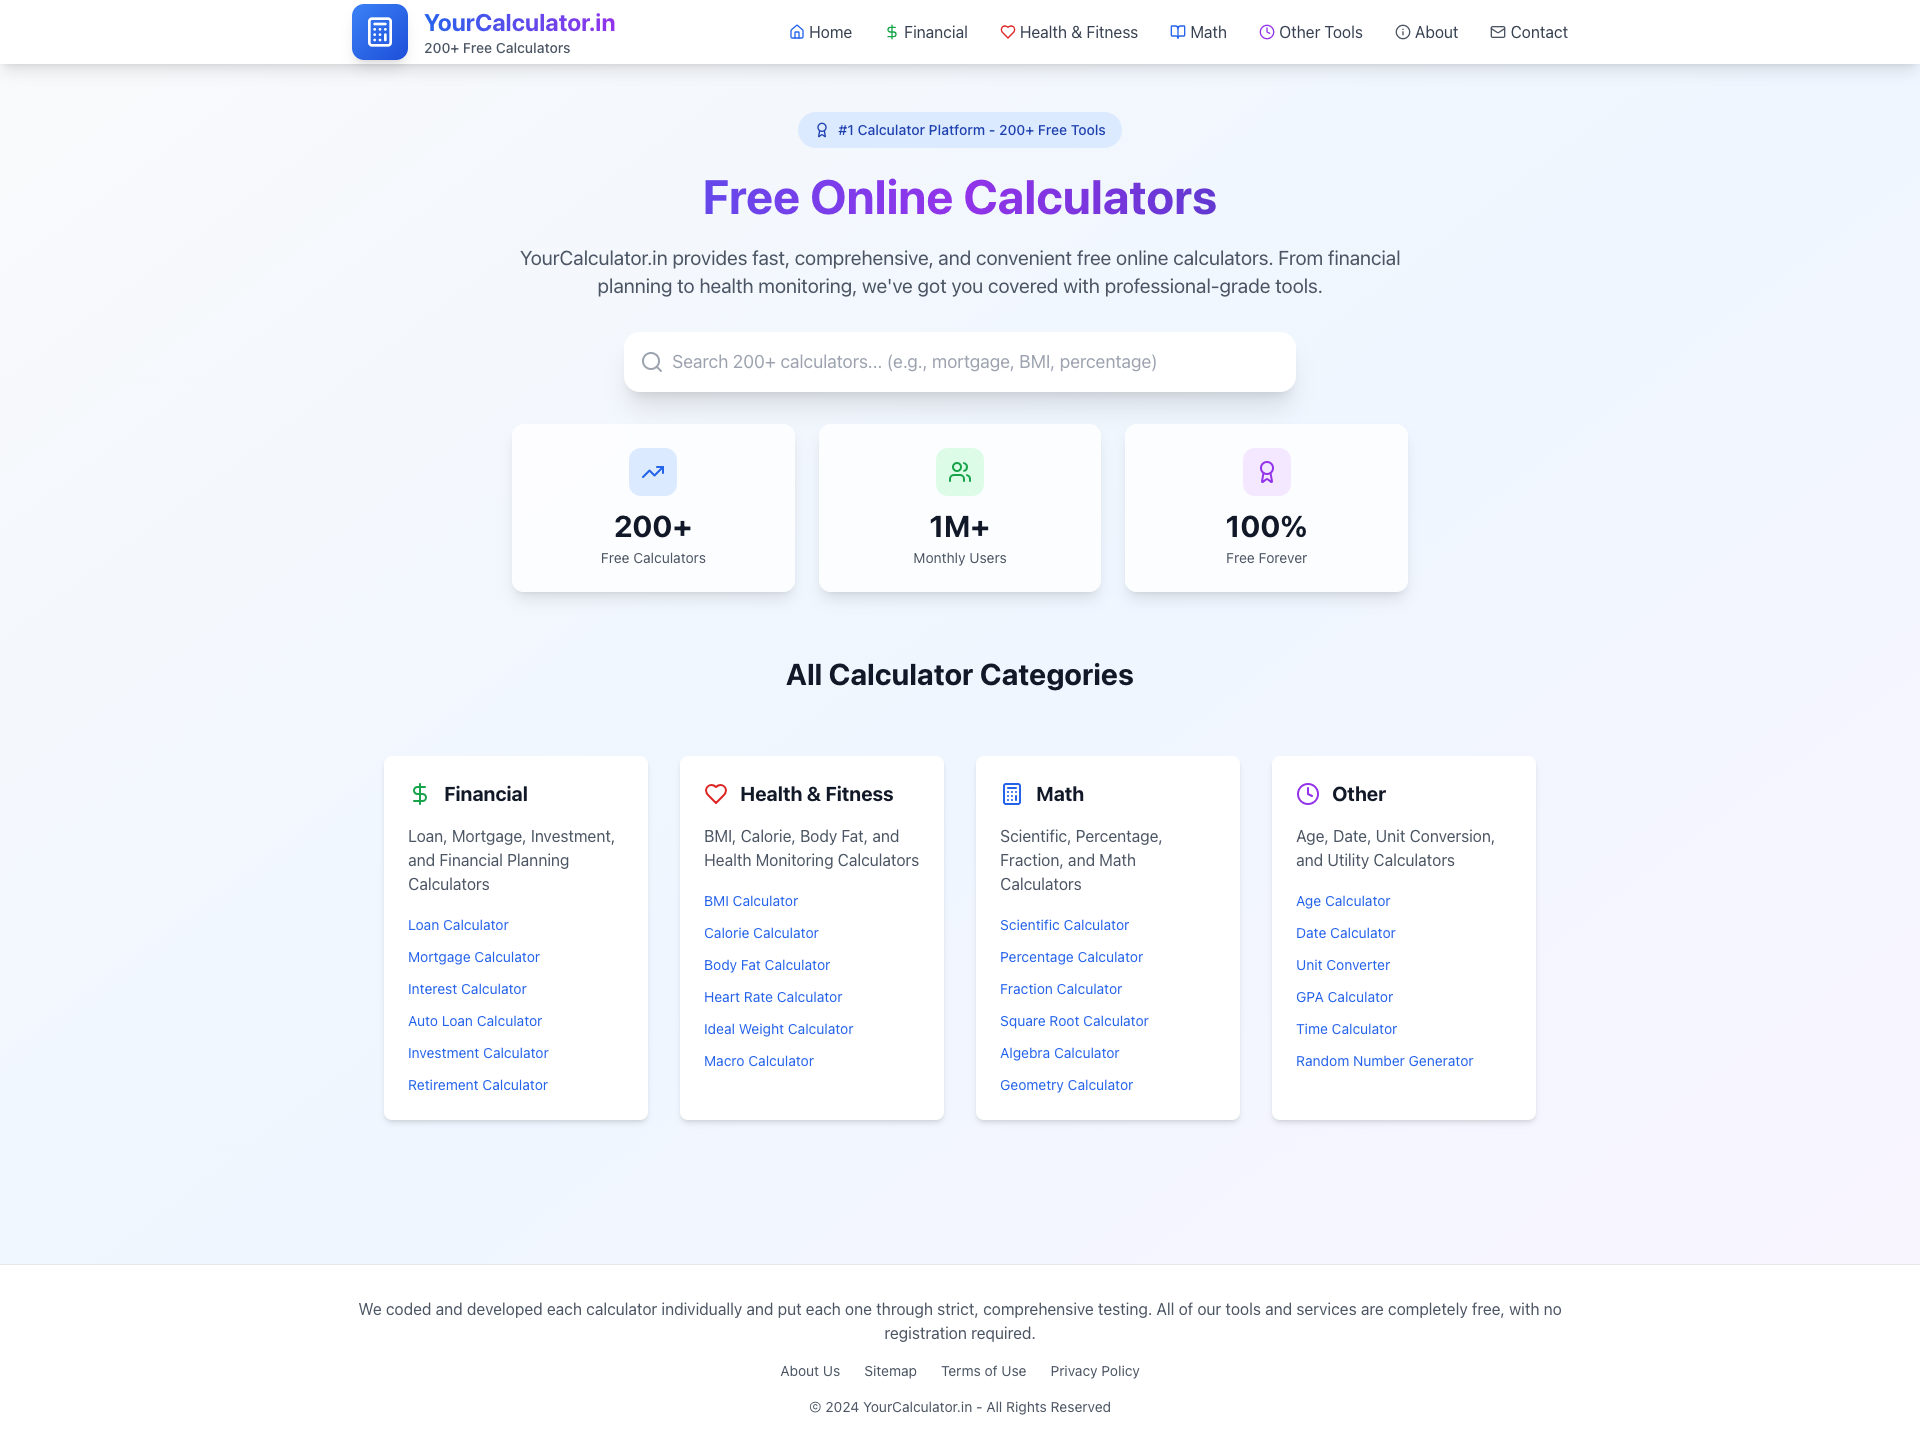 YourCalculator.in
200+ Free Calculators
Home
Financial
Health & Fitness
Math
Other Tools
About
Contact
#1 Calculator Platform - 200+ Free Tools
Free Online Calculators
YourCalculator.in provides fast, comprehensive, and convenient free online calculators. From financial
planning to health monitoring, we've got you covered with professional-grade tools.
Search 200+ calculators... (e.g., mortgage, BMI, percentage)
200+
Free Calculators
1M+
Monthly Users
100%
Free Forever
All Calculator Categories
Financial
Loan, Mortgage, Investment,
and Financial Planning
Calculators
Loan Calculator
Mortgage Calculator
Interest Calculator
Auto Loan Calculator
Investment Calculator
Retirement Calculator
Health & Fitness
BMI, Calorie, Body Fat, and
Health Monitoring Calculators
BMI Calculator
Calorie Calculator
Body Fat Calculator
Heart Rate Calculator
Ideal Weight Calculator
Macro Calculator
Math
Scientific, Percentage,
Fraction, and Math
Calculators
Scientific Calculator
Percentage Calculator
Fraction Calculator
Square Root Calculator
Algebra Calculator
Geometry Calculator
Other
Age, Date, Unit Conversion,
and Utility Calculators
Age Calculator
Date Calculator
Unit Converter
GPA Calculator
Time Calculator
Random Number Generator
We coded and developed each calculator individually and put each one through strict, comprehensive testing. All of our tools and services are completely free, with no
registration required.
About Us
Sitemap
Terms of Use
Privacy Policy
© 2024 YourCalculator.in - All Rights Reserved